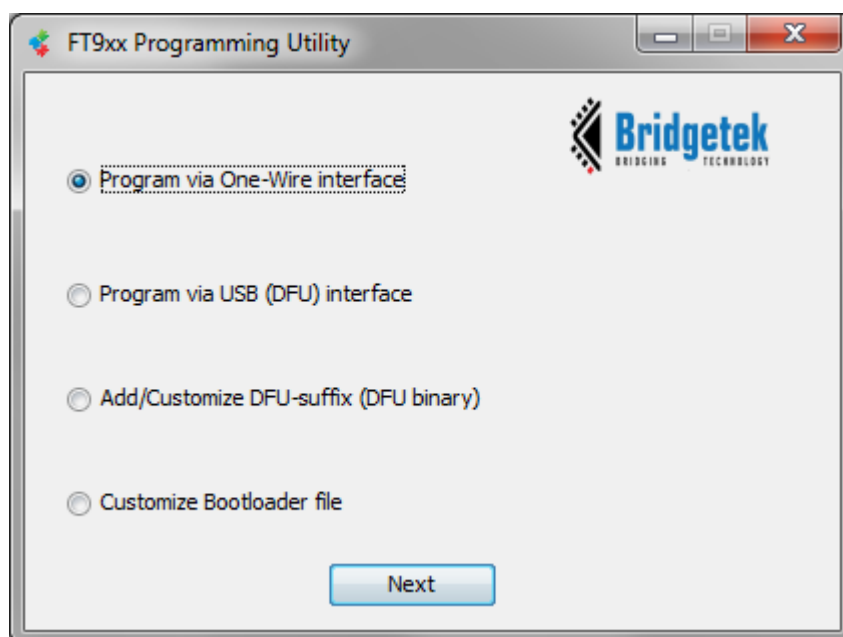 FT9xx Programming Utility
Bridgetek
BRIDGING TECHNOLOGY
Program via One-Wire interface
Program via USB (DFU) interface
Add/Customize DFU-suffix (DFU binary)
Customize Bootloader file
Next